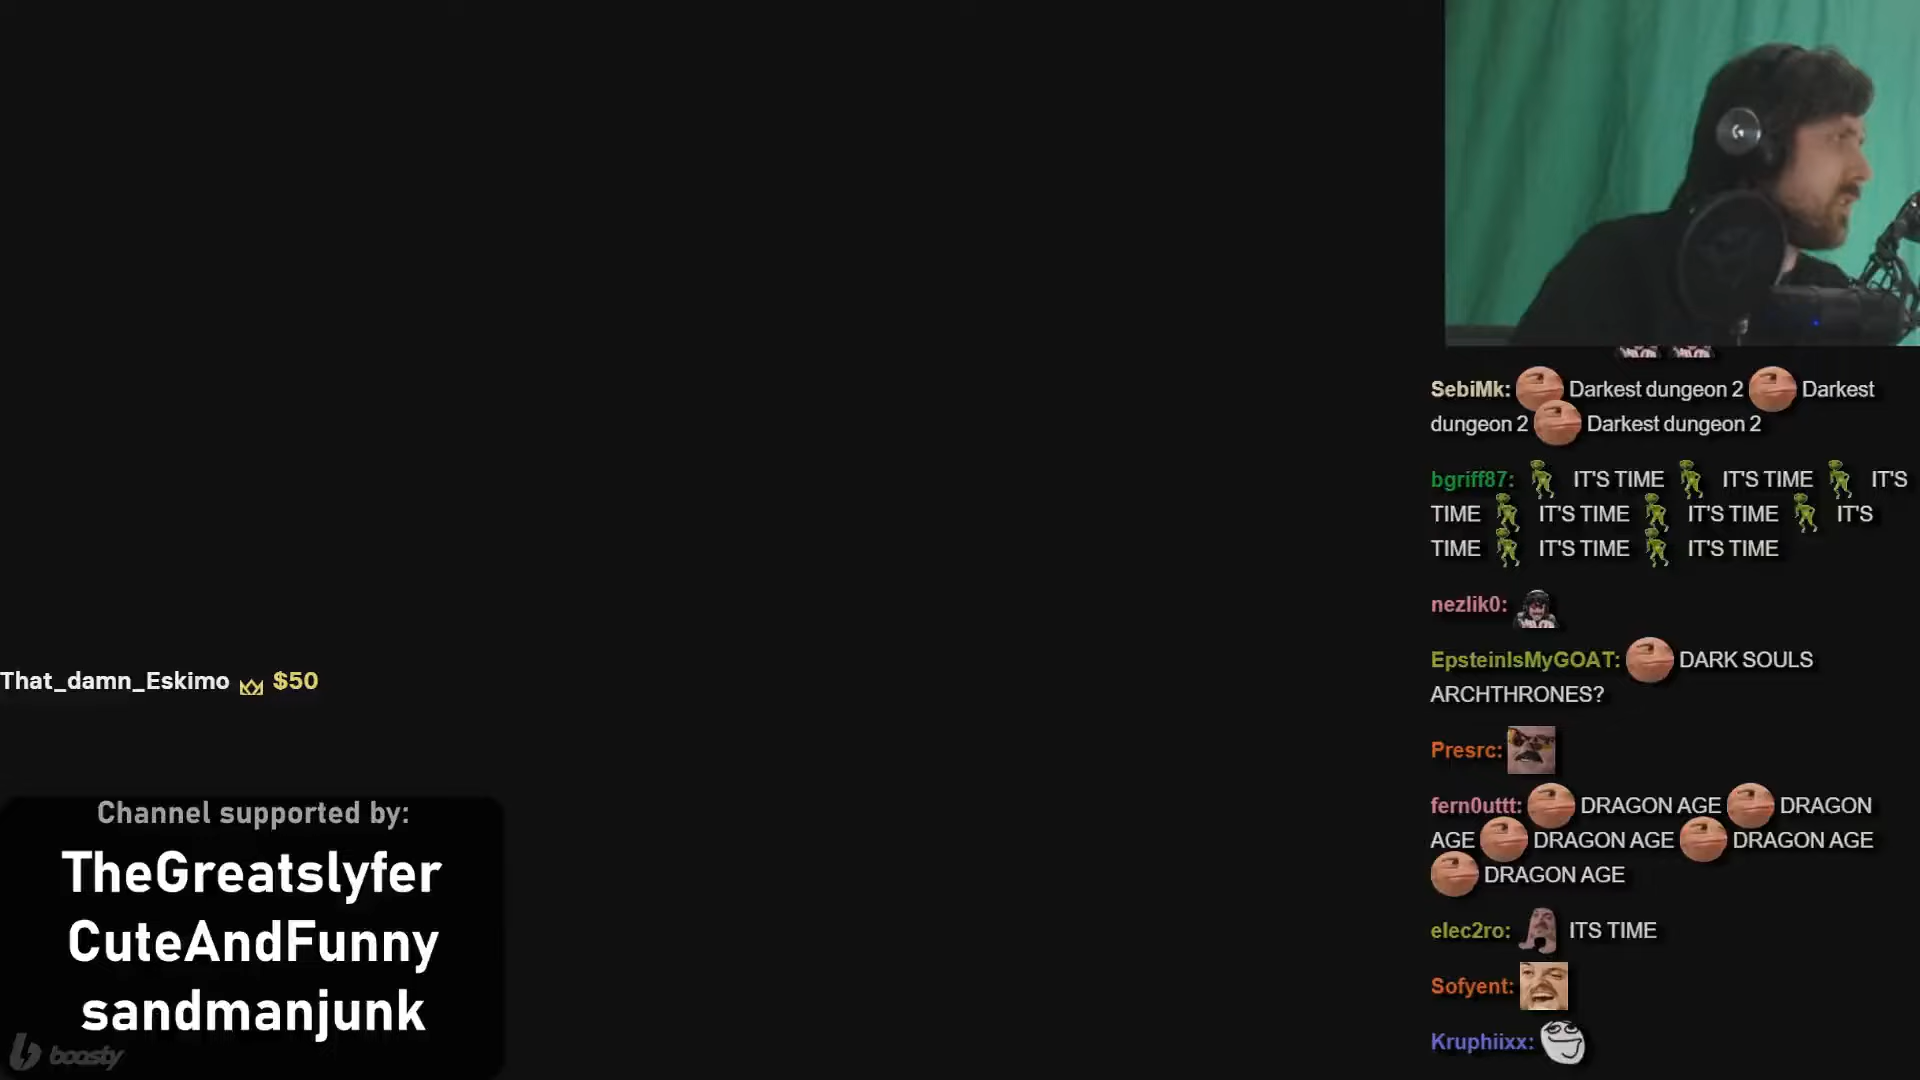 SebiMk: Darkest dungeon 2 Darkest
dungeon 2 Darkest dungeon 2
bgriff87: IT'S TIME IT'S TIME IT'S
TIME IT'S TIME IT'S TIME IT'S
TIME IT'S TIME IT'S TIME
nezlik0:
EpsteinIsMyGOAT: DARK SOULS
ARCHTHRONES?
That_damn_Eskimo $50
Presrc:
fern0uttt: DRAGON AGE DRAGON
AGE DRAGON AGE DRAGON AGE
DRAGON AGE
elec2ro: ITS TIME
Sofyent:
Kruphiixx:
Channel supported by:
TheGreatslyfer
CuteAndFunny
sandmanjunk
boosty